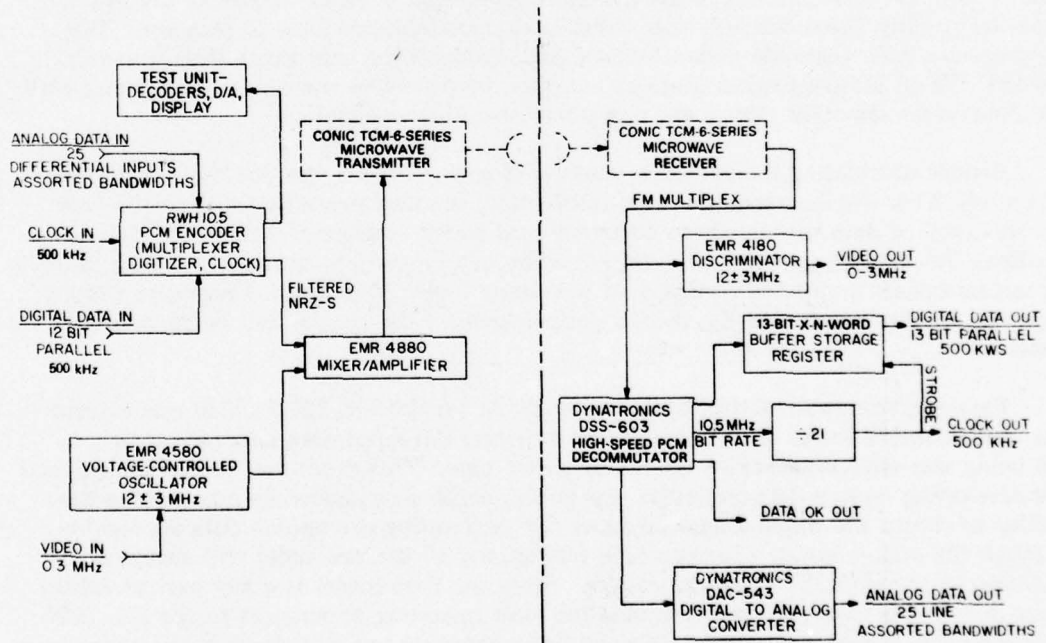 TEST UNIT-
DECODERS, D/A,
DISPLAY
ANALOG DATA IN
25
DIFFERENTIAL INPUTS
ASSORTED BANDWIDTHS
CLOCK IN
500 kHz
RWH 10.5
PCM ENCODER
(MULTIPLEXER
DIGITIZER, CLOCK)
DIGITAL DATA IN
12 BIT
PARALLEL
500 kHz
FILTERED
NRZ-S
CONIC TCM-6-SERIES
MICROWAVE
TRANSMITTER
EMR 4880
MIXER/AMPLIFIER
EMR 4580
VOLTAGE-CONTROLLED
OSCILLATOR
12 ± 3 MHz
VIDEO IN
0 3 MHz
CONIC TCM-6-SERIES
MICROWAVE
RECEIVER
FM MULTIPLEX
EMR 4180
DISCRIMINATOR
12 ± 3 MHz
VIDEO OUT
0-3 MHz
13-BIT-X-N-WORD
BUFFER STORAGE
REGISTER
DIGITAL DATA OUT
13 BIT PARALLEL
500 KWS
STROBE
DYNATRONICS
DSS-603
HIGH-SPEED PCM
DECOMMUTATOR
10.5 MHz
BIT RATE
÷21
CLOCK OUT
500 KHz
DATA OK OUT
DYNATRONICS
DAC-543
DIGITAL TO ANALOG
CONVERTER
ANALOG DATA OUT
25 LINE
ASSORTED BANDWIDTHS